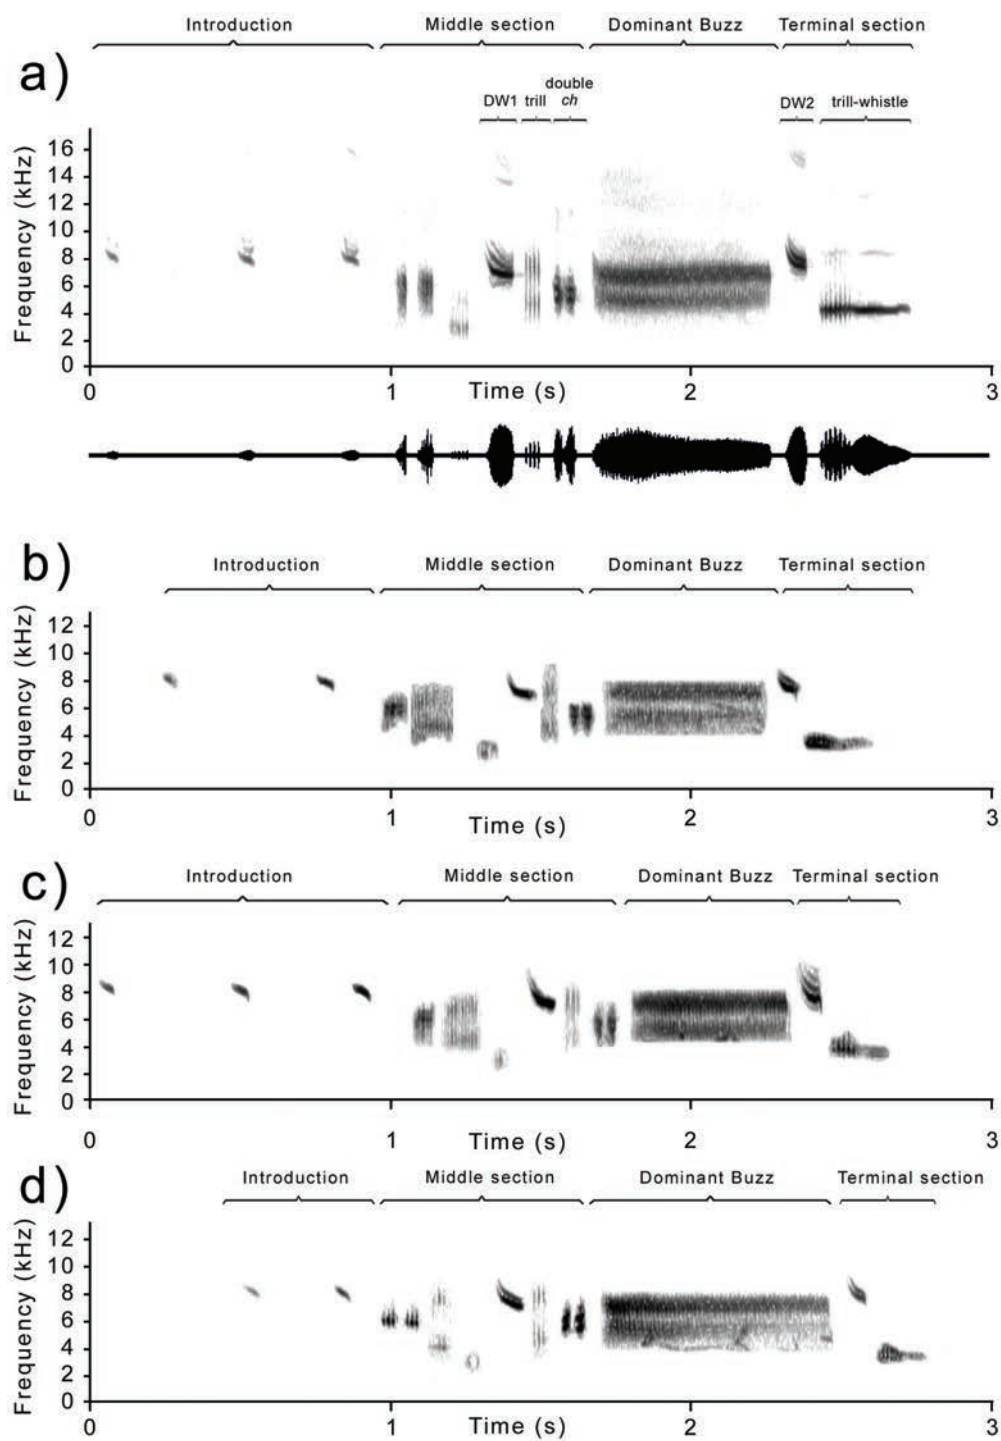 Introduction Middle section Dominant Buzz Terminal section
a)
double
DW1 trill ch DW2 trill-whistle
Frequency (kHz)
16
14
12
10
8
6
4
2
0
0 1 2 3
Time (s)
b)
Introduction Middle section Dominant Buzz Terminal section
Frequency (kHz)
12
10
8
6
4
2
0
0 1 2 3
Time (s)
c)
Introduction Middle section Dominant Buzz Terminal section
Frequency (kHz)
12
10
8
6
4
2
0
0 1 2 3
Time (s)
d)
Introduction Middle section Dominant Buzz Terminal section
Frequency (kHz)
12
10
8
6
4
2
0
0 1 2 3
Time (s)